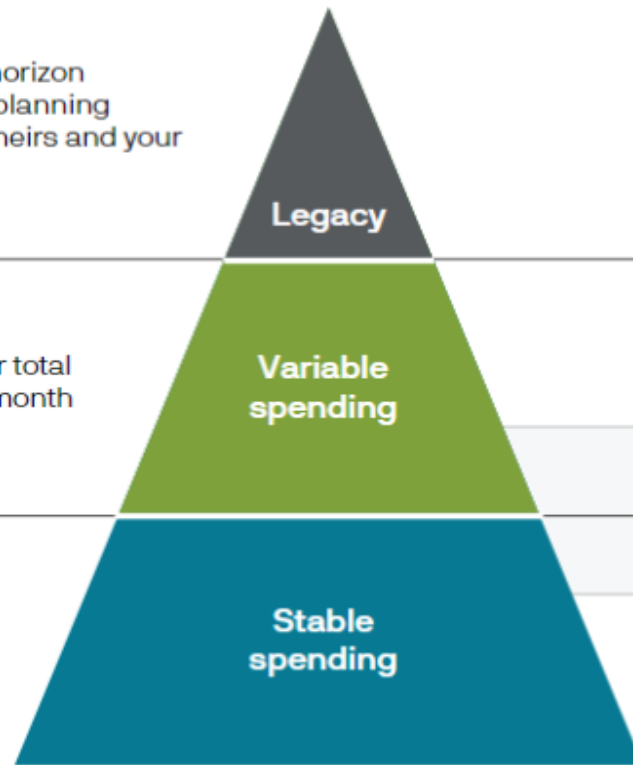 horizon
planning
heirs and your
Legacy
r total
month
Variable
spending
Stable
spending